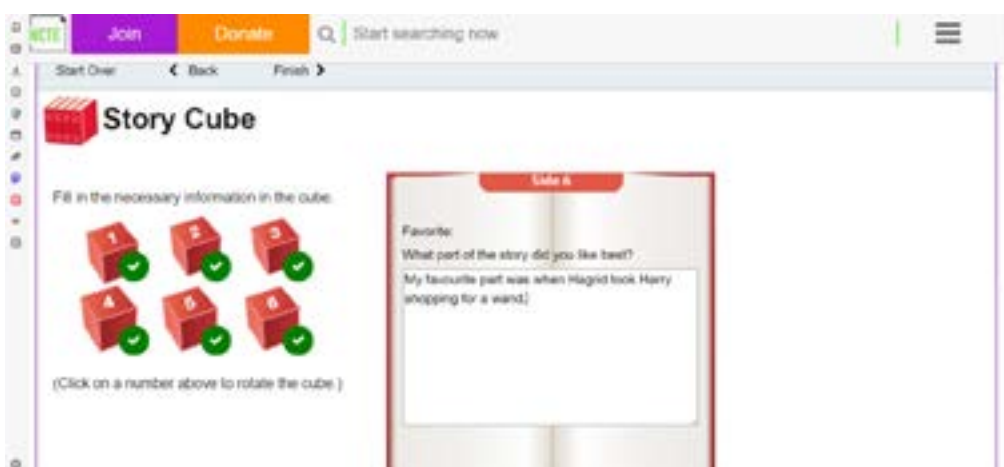 NCTE Join Donate Start searching now
Start Over Back Finish
Story Cube
Fill in the necessary information in the cube.
1 2 3
4 5 6
(Click on a number above to rotate the cube.)
Side 6
Favorite:
What part of the story did you like best?
My favourite part was when Hagrid took Harry
shopping for a wand.